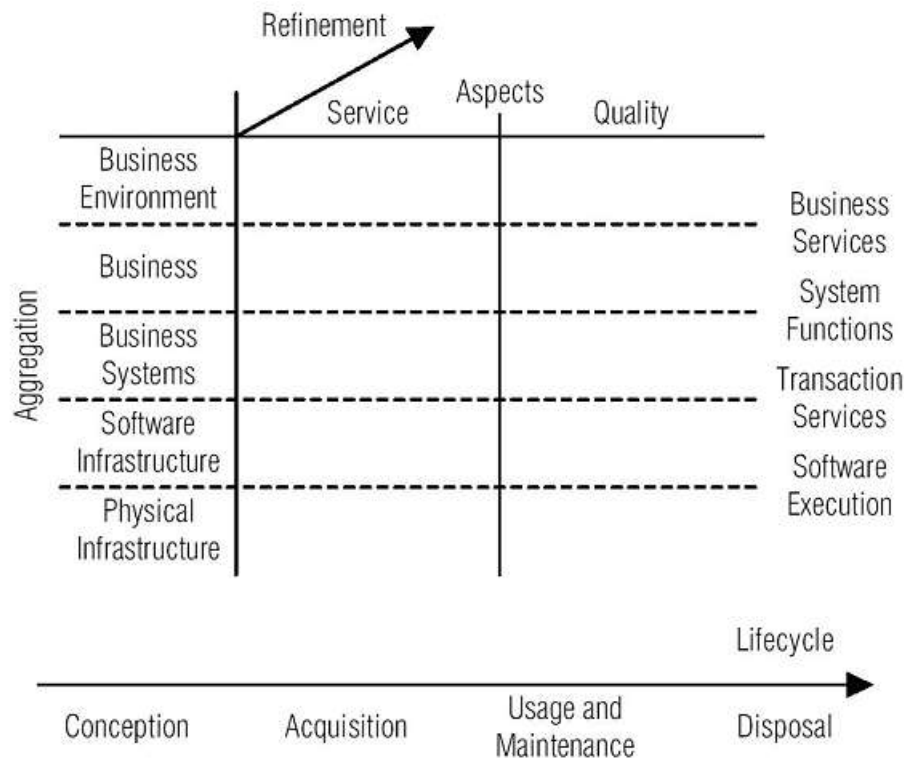 Refinement
Aspects
Service
Quality
Business
Environment
Business
Services
Business
System
Functions
Aggregation
Business
Systems
Transaction
Services
Software
Infrastructure
Software
Execution
Physical
Infrastructure
Lifecycle
Conception
Acquisition
Usage and
Maintenance
Disposal